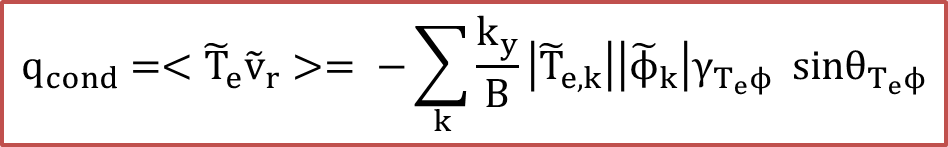 q_cond =< T̃_e ṽ_r >= − ∑_k k_y/B |T̃_e,k||ϕ̃_k|γ_T_eϕ sinθ_T_eϕ